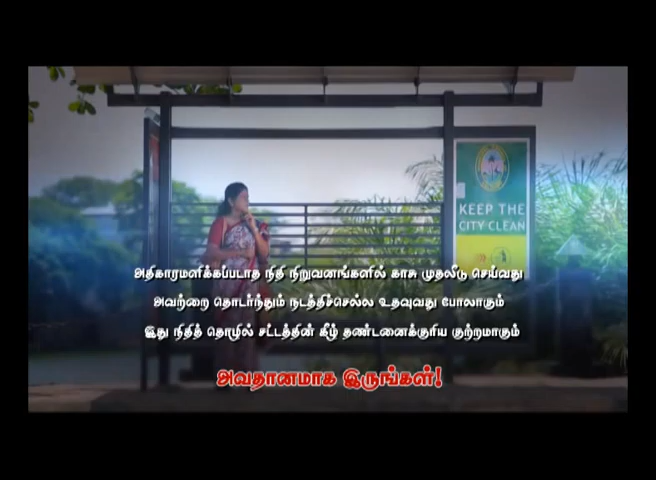 KEEP THE
CITY CLEAN
அதிகாரமளிக்கப்படாத நிதி நிறுவனங்களில் காசு முதலீடு செய்வது
அவற்றை தொடர்ந்தும் நடத்திச்செல்ல உதவுவது போலாகும்
இது நிதித் தொழில் சட்டத்தின் கீழ் தண்டனைக்குரிய குற்றமாகும்
அவதானமாக இருங்கள்!